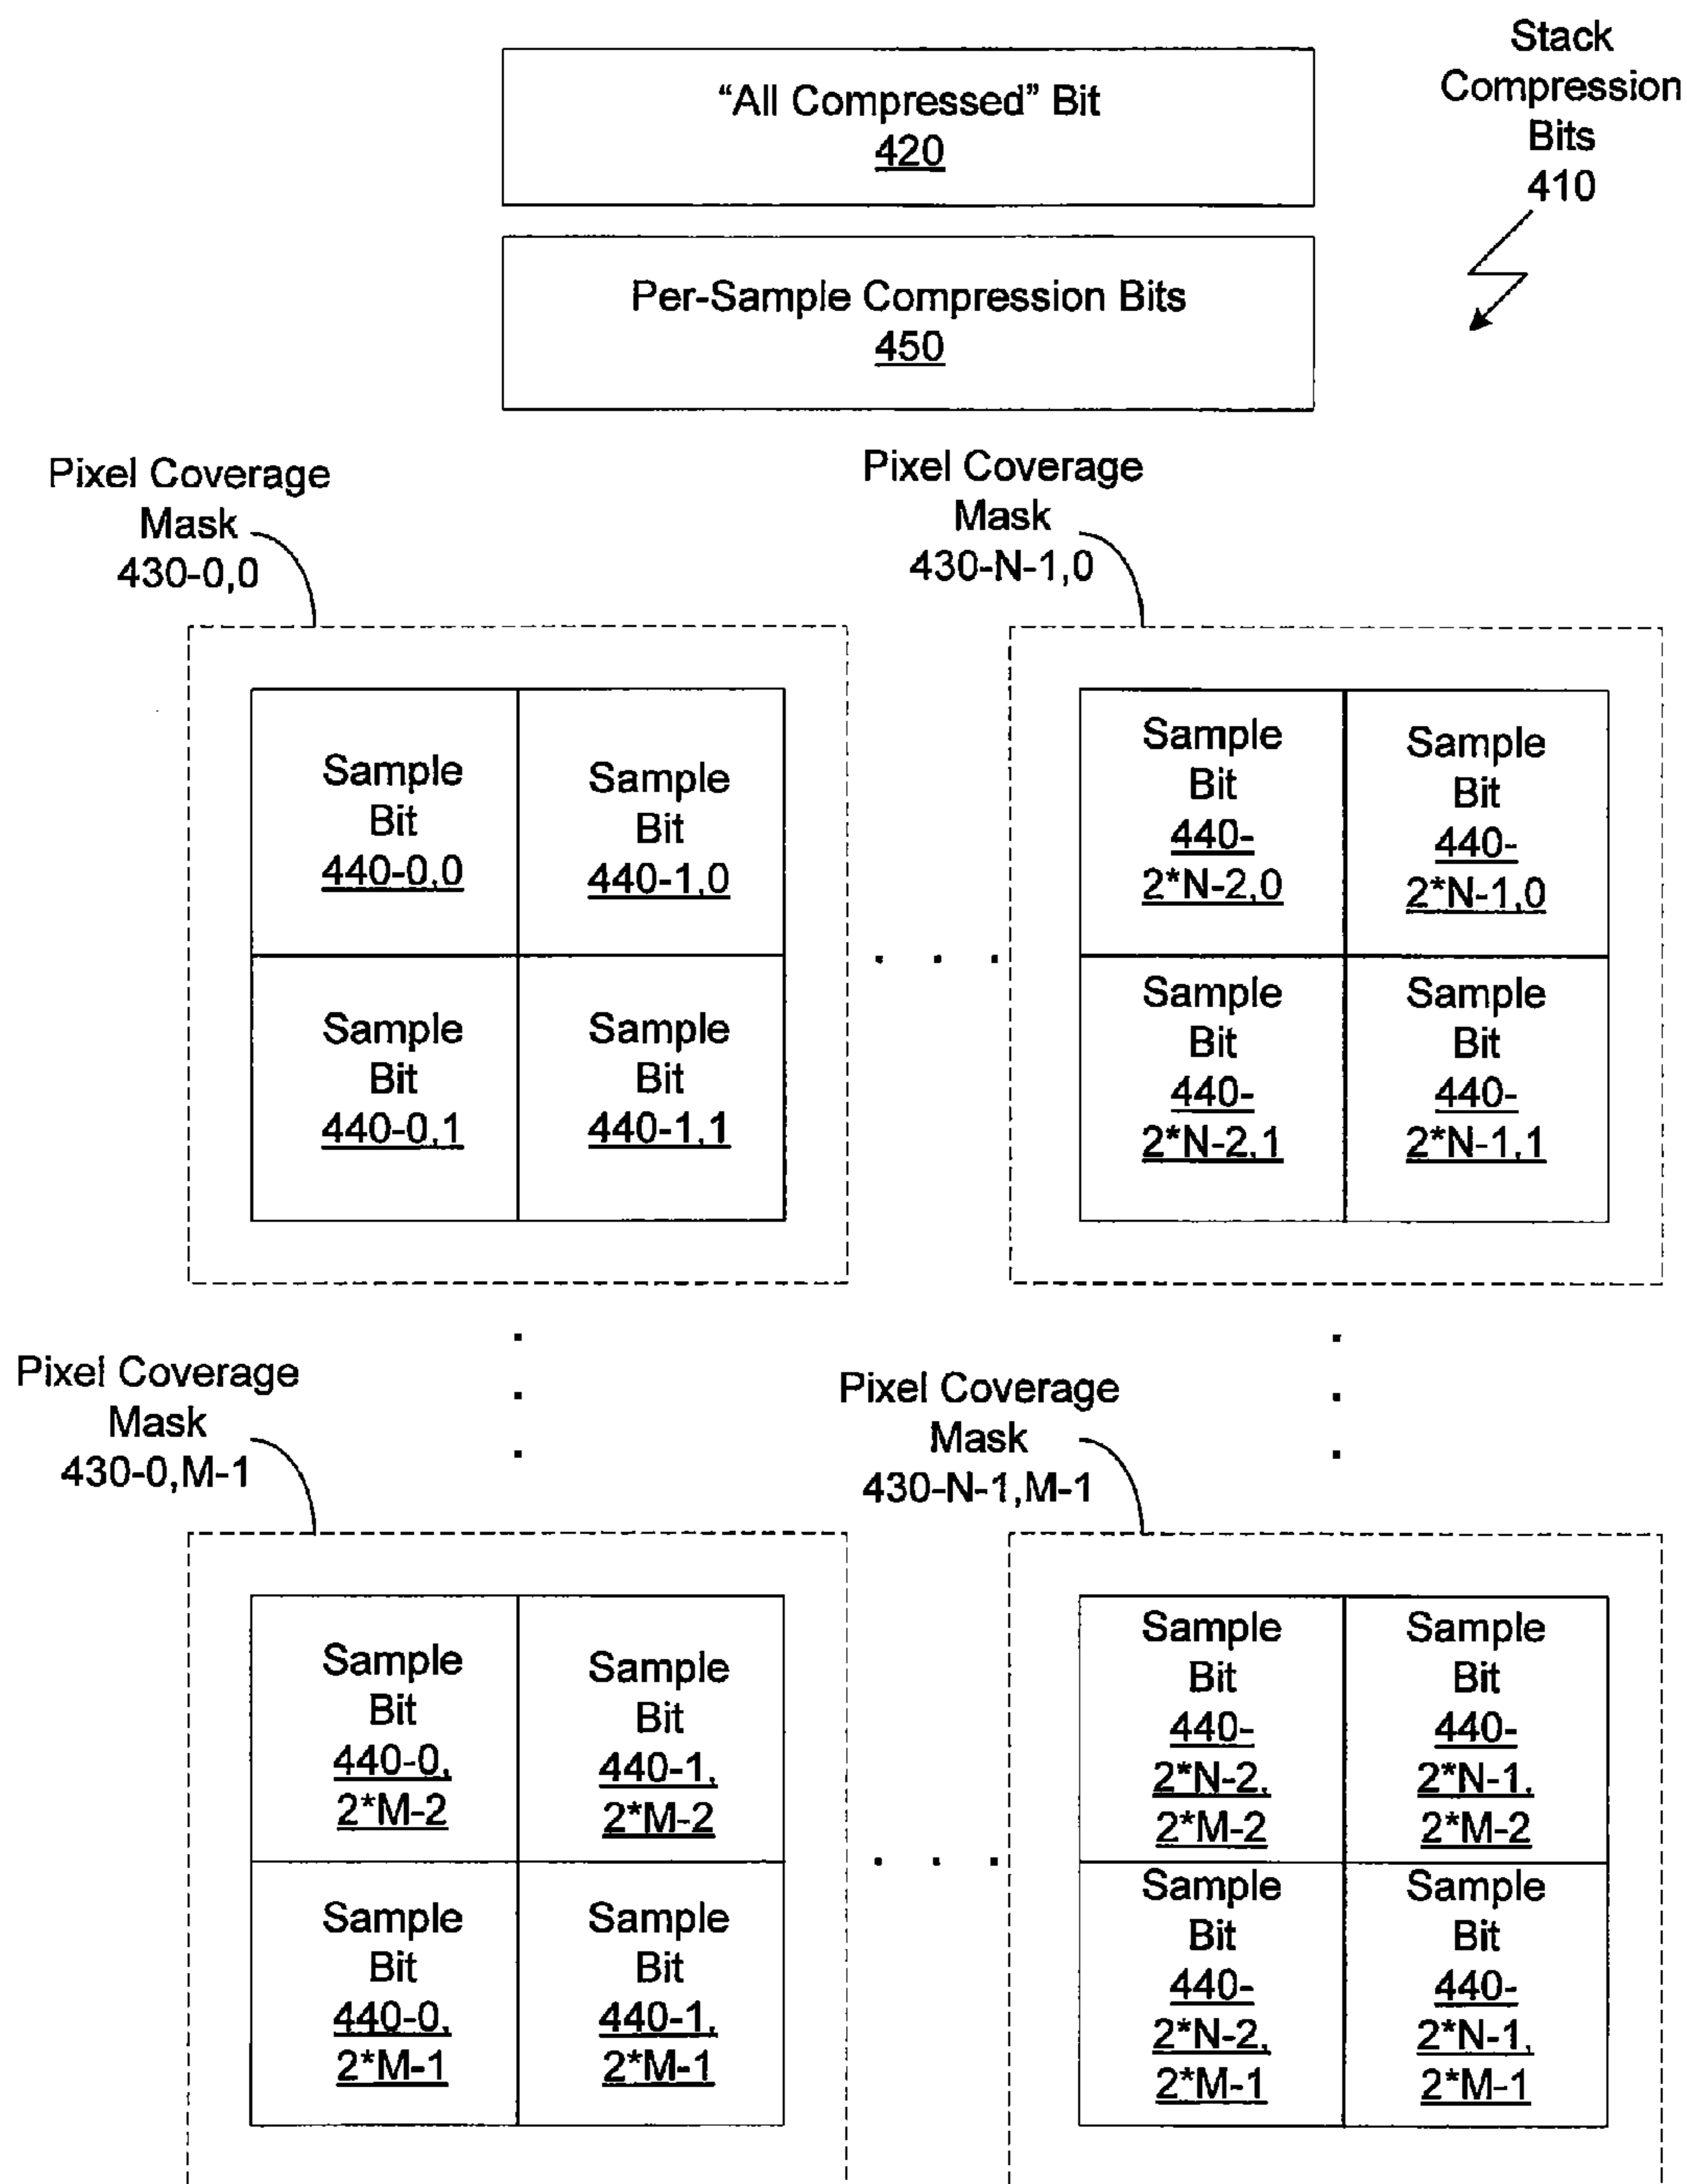 Stack
Compression
Bits
410
“All Compressed” Bit
420
Per-Sample Compression Bits
450
Pixel Coverage
Mask
430-0,0
Pixel Coverage
Mask
430-N-1,0
Sample
Bit
440-0,0
Sample
Bit
440-1,0
Sample
Bit
440-
2*N-2,0
Sample
Bit
440-
2*N-1,0
Sample
Bit
440-0,1
Sample
Bit
440-1,1
Sample
Bit
440-
2*N-2,1
Sample
Bit
440-
2*N-1,1
Pixel Coverage
Mask
430-0,M-1
Pixel Coverage
Mask
430-N-1,M-1
Sample
Bit
440-0,
2*M-2
Sample
Bit
440-1,
2*M-2
Sample
Bit
440-
2*N-2,
2*M-2
Sample
Bit
440-
2*N-1,
2*M-2
Sample
Bit
440-0,
2*M-1
Sample
Bit
440-1,
2*M-1
Sample
Bit
440-
2*N-2,
2*M-1
Sample
Bit
440-
2*N-1,
2*M-1